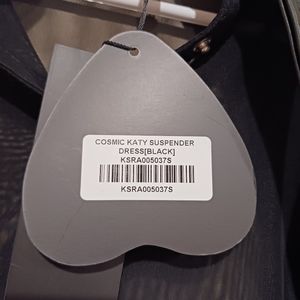 COSMIC KATY SUSPENDER
DRESS[BLACK]
KSRA005037S
KSRA005037S